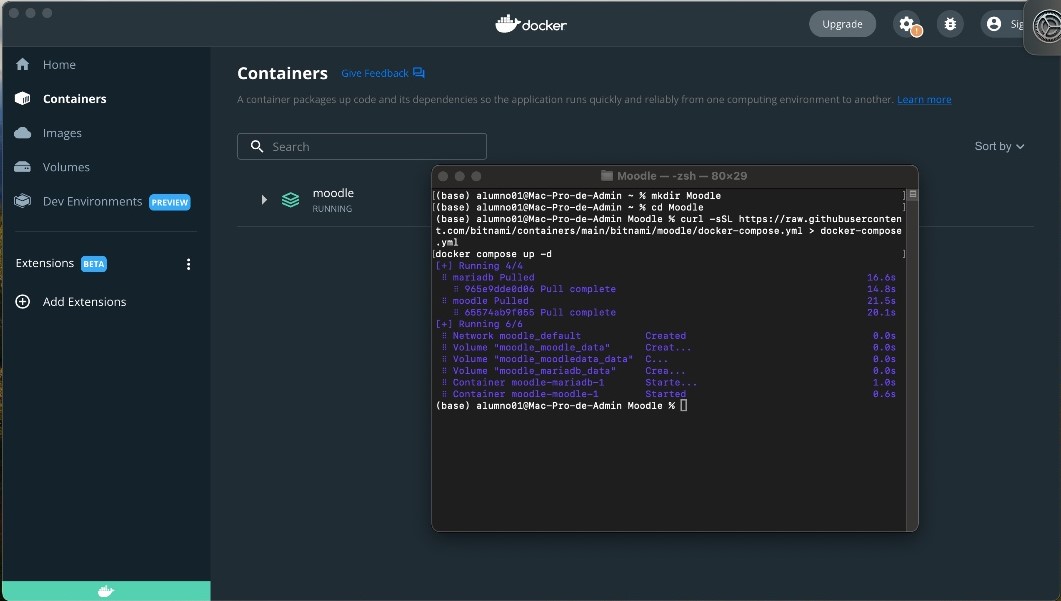 docker
Upgrade
Sig
Home
Containers
Images
Volumes
Dev Environments PREVIEW
Extensions BETA
Add Extensions
Containers Give Feedback
A container packages up code and its dependencies so the application runs quickly and reliably from one computing environment to another. Learn more
Search
Sort by
moodle
RUNNING
Moodle — -zsh — 80×29
(base) alumno01@Mac-Pro-de-Admin ~ % mkdir Moodle
(base) alumno01@Mac-Pro-de-Admin ~ % cd Moodle
(base) alumno01@Mac-Pro-de-Admin Moodle % curl -sSL https://raw.githubuserconten
t.com/bitnami/containers/main/bitnami/moodle/docker-compose.yml > docker-compose
.yml
docker compose up -d
[+] Running 4/4
⠿ mariadb Pulled 16.6s
⠿ 965e9dde0d06 Pull complete 14.8s
⠿ moodle Pulled 21.5s
⠿ 65574ab9f055 Pull complete 20.1s
[+] Running 6/6
⠿ Network moodle_default Created 0.0s
⠿ Volume "moodle_moodle_data" Creat... 0.0s
⠿ Volume "moodle_moodledata_data" C... 0.0s
⠿ Volume "moodle_mariadb_data" Crea... 0.0s
⠿ Container moodle-mariadb-1 Starte... 1.0s
⠿ Container moodle-moodle-1 Started 0.6s
(base) alumno01@Mac-Pro-de-Admin Moodle %